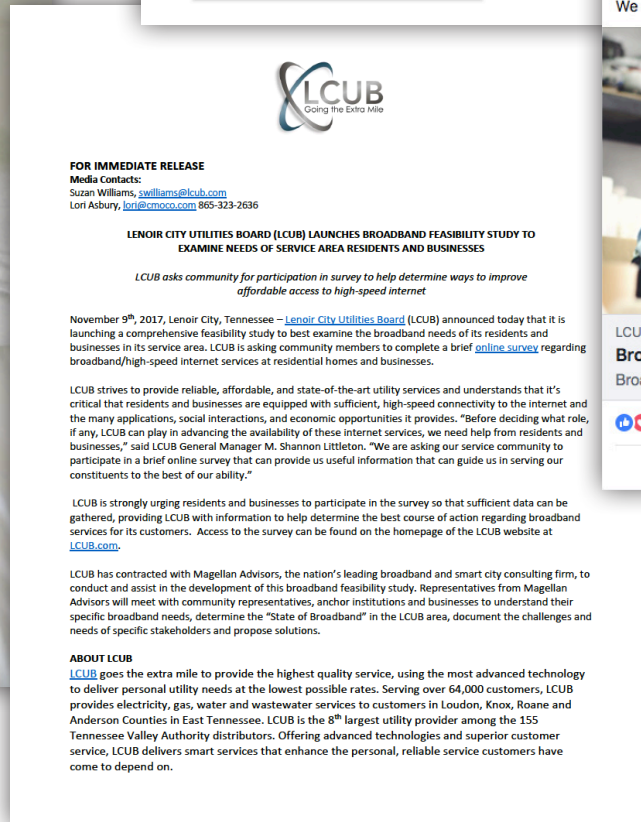 We
LCUB
Going the Extra Mile
FOR IMMEDIATE RELEASE
Media Contacts:
Suzan Williams, swilliams@lcub.com
Lori Asbury, lori@cmoco.com 865-323-2636
LENOIR CITY UTILITIES BOARD (LCUB) LAUNCHES BROADBAND FEASIBILITY STUDY TO
EXAMINE NEEDS OF SERVICE AREA RESIDENTS AND BUSINESSES
LCUB asks community for participation in survey to help determine ways to improve
affordable access to high-speed internet
November 9th, 2017, Lenoir City, Tennessee – Lenoir City Utilities Board (LCUB) announced today that it is
launching a comprehensive feasibility study to best examine the broadband needs of its residents and
businesses in its service area. LCUB is asking community members to complete a brief online survey regarding
broadband/high-speed internet services at residential homes and businesses.
LCUB strives to provide reliable, affordable, and state-of-the-art utility services and understands that it's
critical that residents and businesses are equipped with sufficient, high-speed connectivity to the internet and
the many applications, social interactions, and economic opportunities it provides. "Before deciding what role,
if any, LCUB can play in advancing the availability of these internet services, we need help from residents and
businesses," said LCUB General Manager M. Shannon Littleton. "We are asking our service community to
participate in a brief online survey that can provide us useful information that can guide us in serving our
constituents to the best of our ability."
LCUB is strongly urging residents and businesses to participate in the survey so that sufficient data can be
gathered, providing LCUB with information to help determine the best course of action regarding broadband
services for its customers. Access to the survey can be found on the homepage of the LCUB website at
LCUB.com.
LCUB has contracted with Magellan Advisors, the nation's leading broadband and smart city consulting firm, to
conduct and assist in the development of this broadband feasibility study. Representatives from Magellan
Advisors will meet with community representatives, anchor institutions and businesses to understand their
specific broadband needs, determine the "State of Broadband" in the LCUB area, document the challenges and
needs of specific stakeholders and propose solutions.
ABOUT LCUB
LCUB goes the extra mile to provide the highest quality service, using the most advanced technology
to deliver personal utility needs at the lowest possible rates. Serving over 64,000 customers, LCUB
provides electricity, gas, water and wastewater services to customers in Loudon, Knox, Roane and
Anderson Counties in East Tennessee. LCUB is the 8th largest utility provider among the 155
Tennessee Valley Authority distributors. Offering advanced technologies and superior customer
service, LCUB delivers smart services that enhance the personal, reliable service customers have
come to depend on.